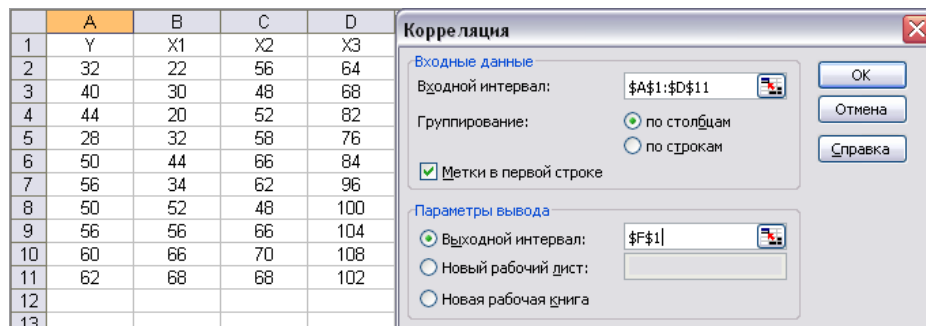 A B C D
1 Y X1 X2 X3
2 32 22 56 64
3 40 30 48 68
4 44 20 52 82
5 28 32 58 76
6 50 44 66 84
7 56 34 62 96
8 50 52 48 100
9 56 56 66 104
10 60 66 70 108
11 62 68 68 102
12
13
Корреляция
Входные данные
Входной интервал: $A$1:$D$11
Группирование: по столбцам
по строкам
Метки в первой строке
Параметры вывода
Выходной интервал: $F$1
Новый рабочий лист:
Новая рабочая книга
ОК
Отмена
Справка